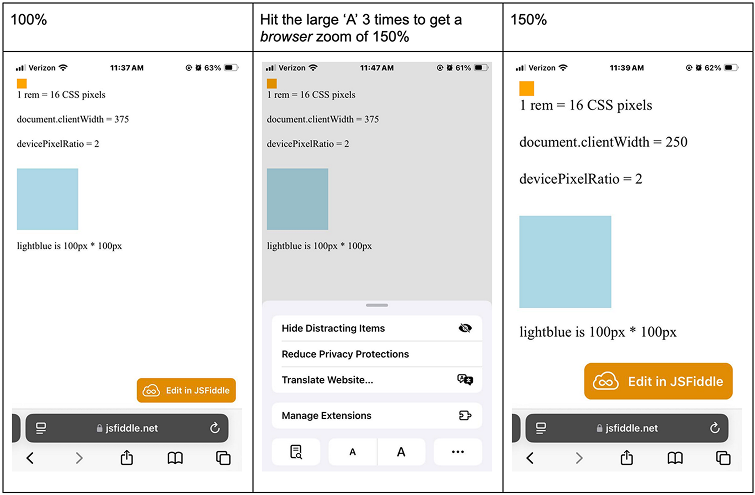 100%
Hit the large ‘A’ 3 times to get a
browser zoom of 150%
150%
Verizon 11:37 AM 63%
1 rem = 16 CSS pixels
document.clientWidth = 375
devicePixelRatio = 2
lightblue is 100px * 100px
Edit in JSFiddle
jsfiddle.net
Verizon 11:47 AM 61%
1 rem = 16 CSS pixels
document.clientWidth = 375
devicePixelRatio = 2
lightblue is 100px * 100px
Hide Distracting Items
Reduce Privacy Protections
Translate Website...
Manage Extensions
A A
Verizon 11:39 AM 62%
1 rem = 16 CSS pixels
document.clientWidth = 250
devicePixelRatio = 2
lightblue is 100px * 100px
Edit in JSFiddle
jsfiddle.net